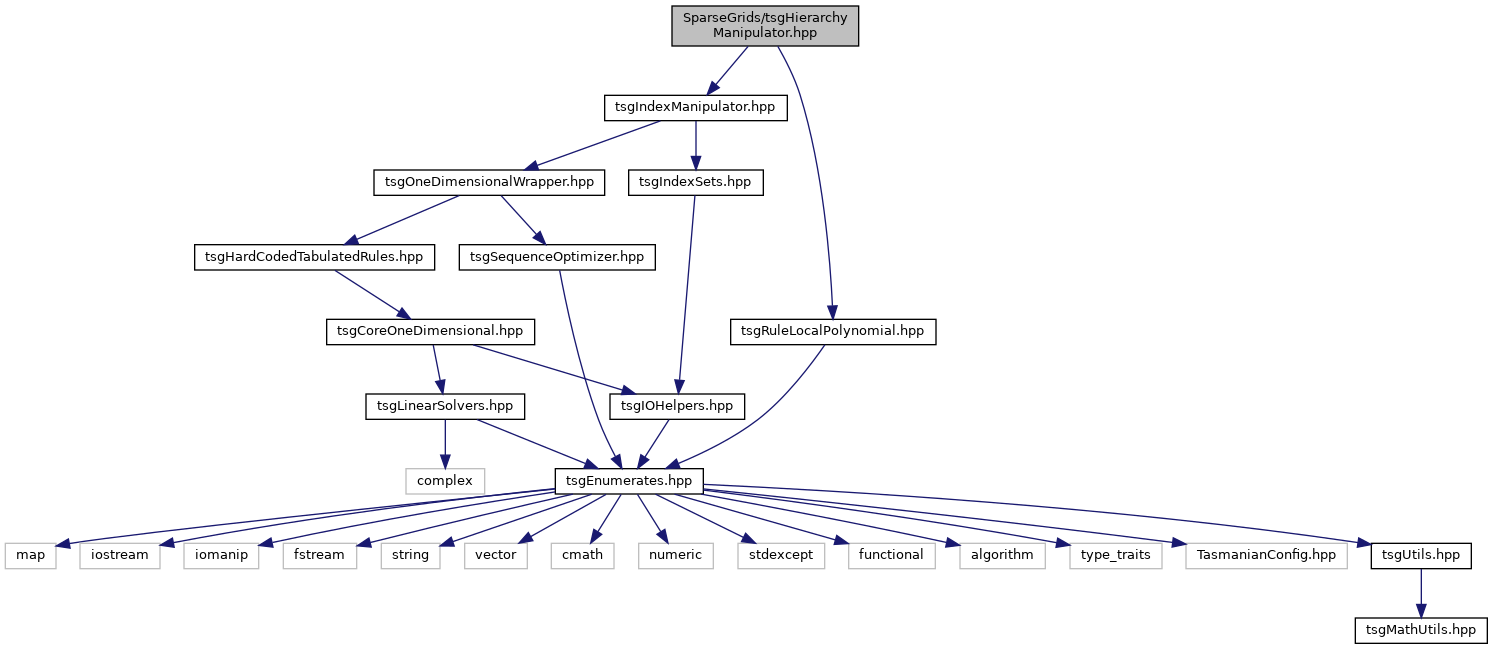 SparseGrids/tsgHierarchy
Manipulator.hpp
tsgIndexManipulator.hpp
tsgOneDimensionalWrapper.hpp
tsgIndexSets.hpp
tsgHardCodedTabulatedRules.hpp
tsgSequenceOptimizer.hpp
tsgCoreOneDimensional.hpp
tsgRuleLocalPolynomial.hpp
tsgLinearSolvers.hpp
tsgIOHelpers.hpp
complex
tsgEnumerates.hpp
map
iostream
iomanip
fstream
string
vector
cmath
numeric
stdexcept
functional
algorithm
type_traits
TasmanianConfig.hpp
tsgUtils.hpp
tsgMathUtils.hpp